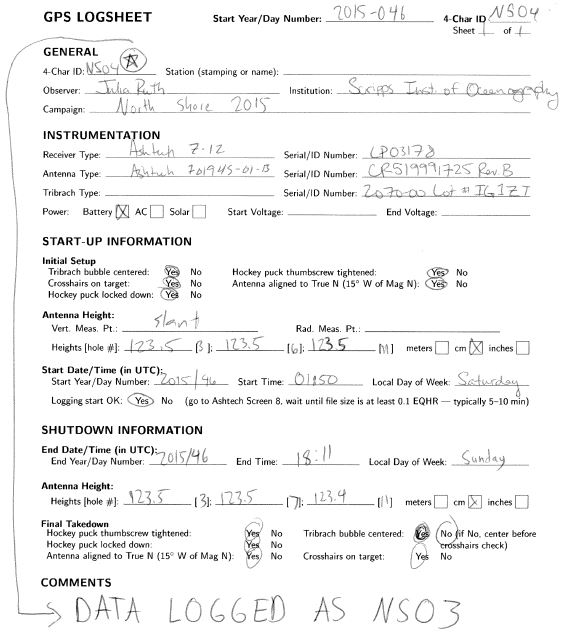 GPS LOGSHEET Start Year/Day Number: 2015-046 4-Char ID: NS04
Sheet 1 of 1
GENERAL
4-Char ID: NS04 Station (stamping or name):
Observer: Julia Ruth Institution: Scripps Inst. of Oceanography
Campaign: North Shore 2015
INSTRUMENTATION
Receiver Type: Ashtech Z-12 Serial/ID Number: LP03178
Antenna Type: Ashtech 701945-01-B Serial/ID Number: CR519991725 Rev. B
Tribrach Type: Serial/ID Number: 2070-00 Lot # IG1ZI
Power: Battery X AC Solar Start Voltage: End Voltage:
START-UP INFORMATION
Initial Setup
Tribrach bubble centered: Yes No Hockey puck thumbscrew tightened: Yes No
Crosshairs on target: Yes No Antenna aligned to True N (15° W of Mag N): Yes No
Hockey puck locked down: Yes No
Antenna Height:
Vert. Meas. Pt.: slant Rad. Meas. Pt.:
Heights [hole #]: 123.5 [3]; 123.5 [6]; 123.5 [11] meters cm X inches
Start Date/Time (in UTC):
Start Year/Day Number: 2015/46 Start Time: Local Day of Week: Saturday
Logging start OK: Yes No (go to Ashtech Screen 8, wait until file size is at least 0.1 EQHR — typically 5–10 min)
SHUTDOWN INFORMATION
End Date/Time (in UTC):
End Year/Day Number: 2015/46 End Time: 18:11 Local Day of Week: Sunday
Antenna Height:
Heights [hole #]: 123.5 [3]; 123.5 [7]; 123.4 [11] meters cm X inches
Final Takedown
Hockey puck thumbscrew tightened: Yes No Tribrach bubble centered: Yes No (if No, center before
Hockey puck locked down: Yes No crosshairs check)
Antenna aligned to True N (15° W of Mag N): Yes No Crosshairs on target: Yes No
COMMENTS
DATA LOGGED AS NS03